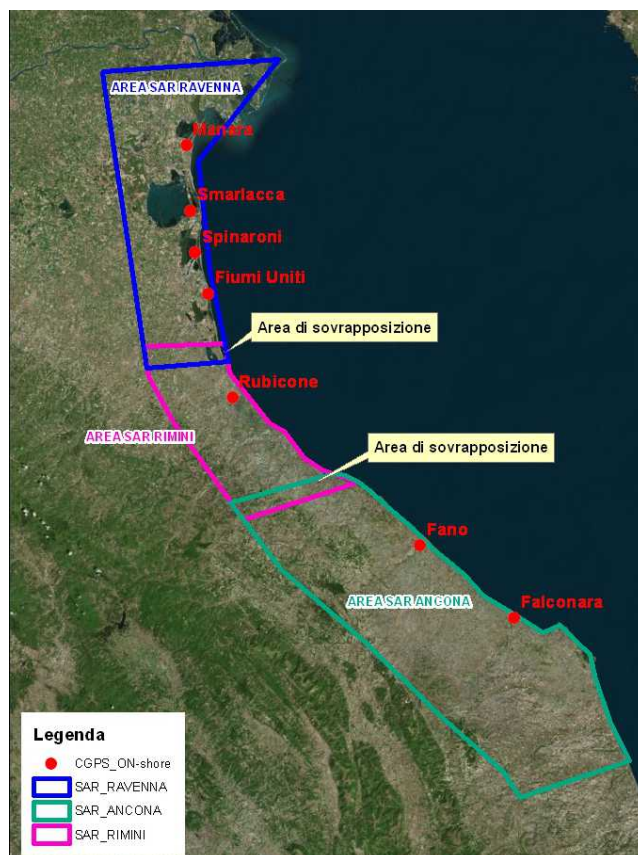 AREA SAR RAVENNA
Manara
Smarlacca
Spinaroni
Fiumi Uniti
Area di sovrapposizione
Rubicone
AREA SAR RIMINI
Area di sovrapposizione
Fano
AREA SAR ANCONA
Falconara
Legenda
CGPS_ON-shore
SAR_RAVENNA
SAR_ANCONA
SAR_RIMINI